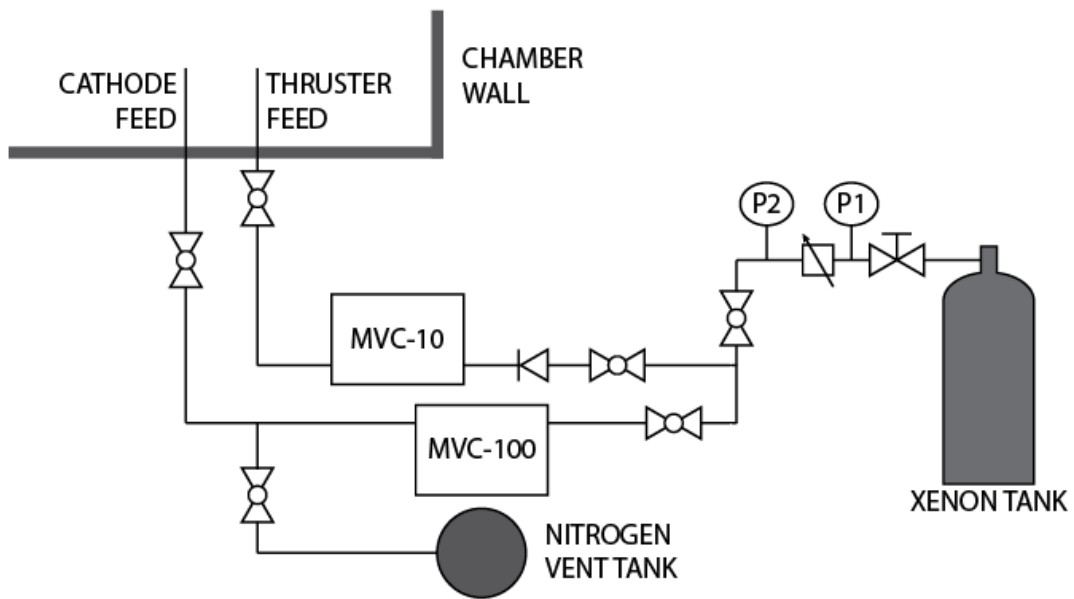 CHAMBER
WALL
CATHODE
FEED
THRUSTER
FEED
P2
P1
MVC-10
MVC-100
XENON TANK
NITROGEN
VENT TANK